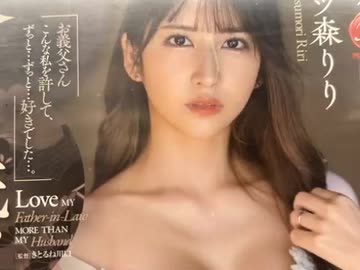 お義父さん
こんな私を許して、
ずっと…ずっと…好きでした…。
Love MY
Father-in-Law
MORE THAN
MY Husband
[監督]きとるね川口
ツ森りり
sumori Riri